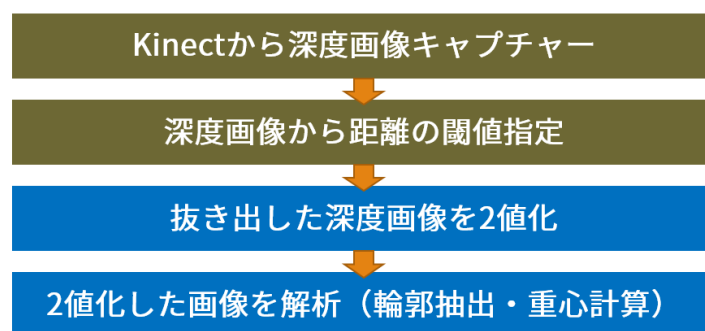 Kinectから深度画像キャプチャー
深度画像から距離の閾値指定
抜き出した深度画像を2値化
2値化した画像を解析（輪郭抽出・重心計算）